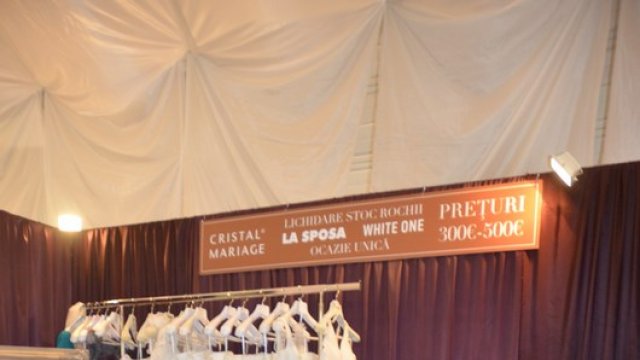 CRISTAL®
MARIAGE
LICHIDARE STOC ROCHII
LA SPOSA WHITE ONE
OCAZIE UNICĂ
PREȚURI
300€-500€